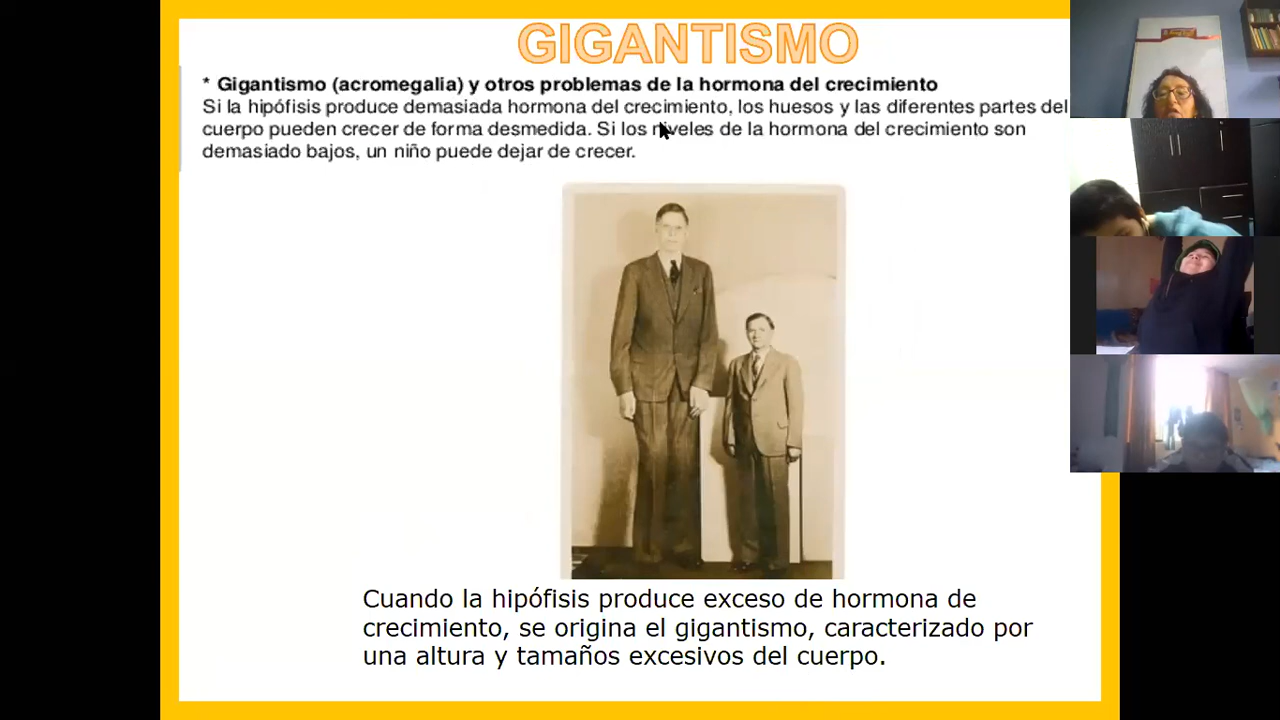 GIGANTISMO
* Gigantismo (acromegalia) y otros problemas de la hormona del crecimiento
Si la hipófisis produce demasiada hormona del crecimiento, los huesos y las diferentes partes del
cuerpo pueden crecer de forma desmedida. Si los niveles de la hormona del crecimiento son
demasiado bajos, un niño puede dejar de crecer.
Cuando la hipófisis produce exceso de hormona de
crecimiento, se origina el gigantismo, caracterizado por
una altura y tamaños excesivos del cuerpo.